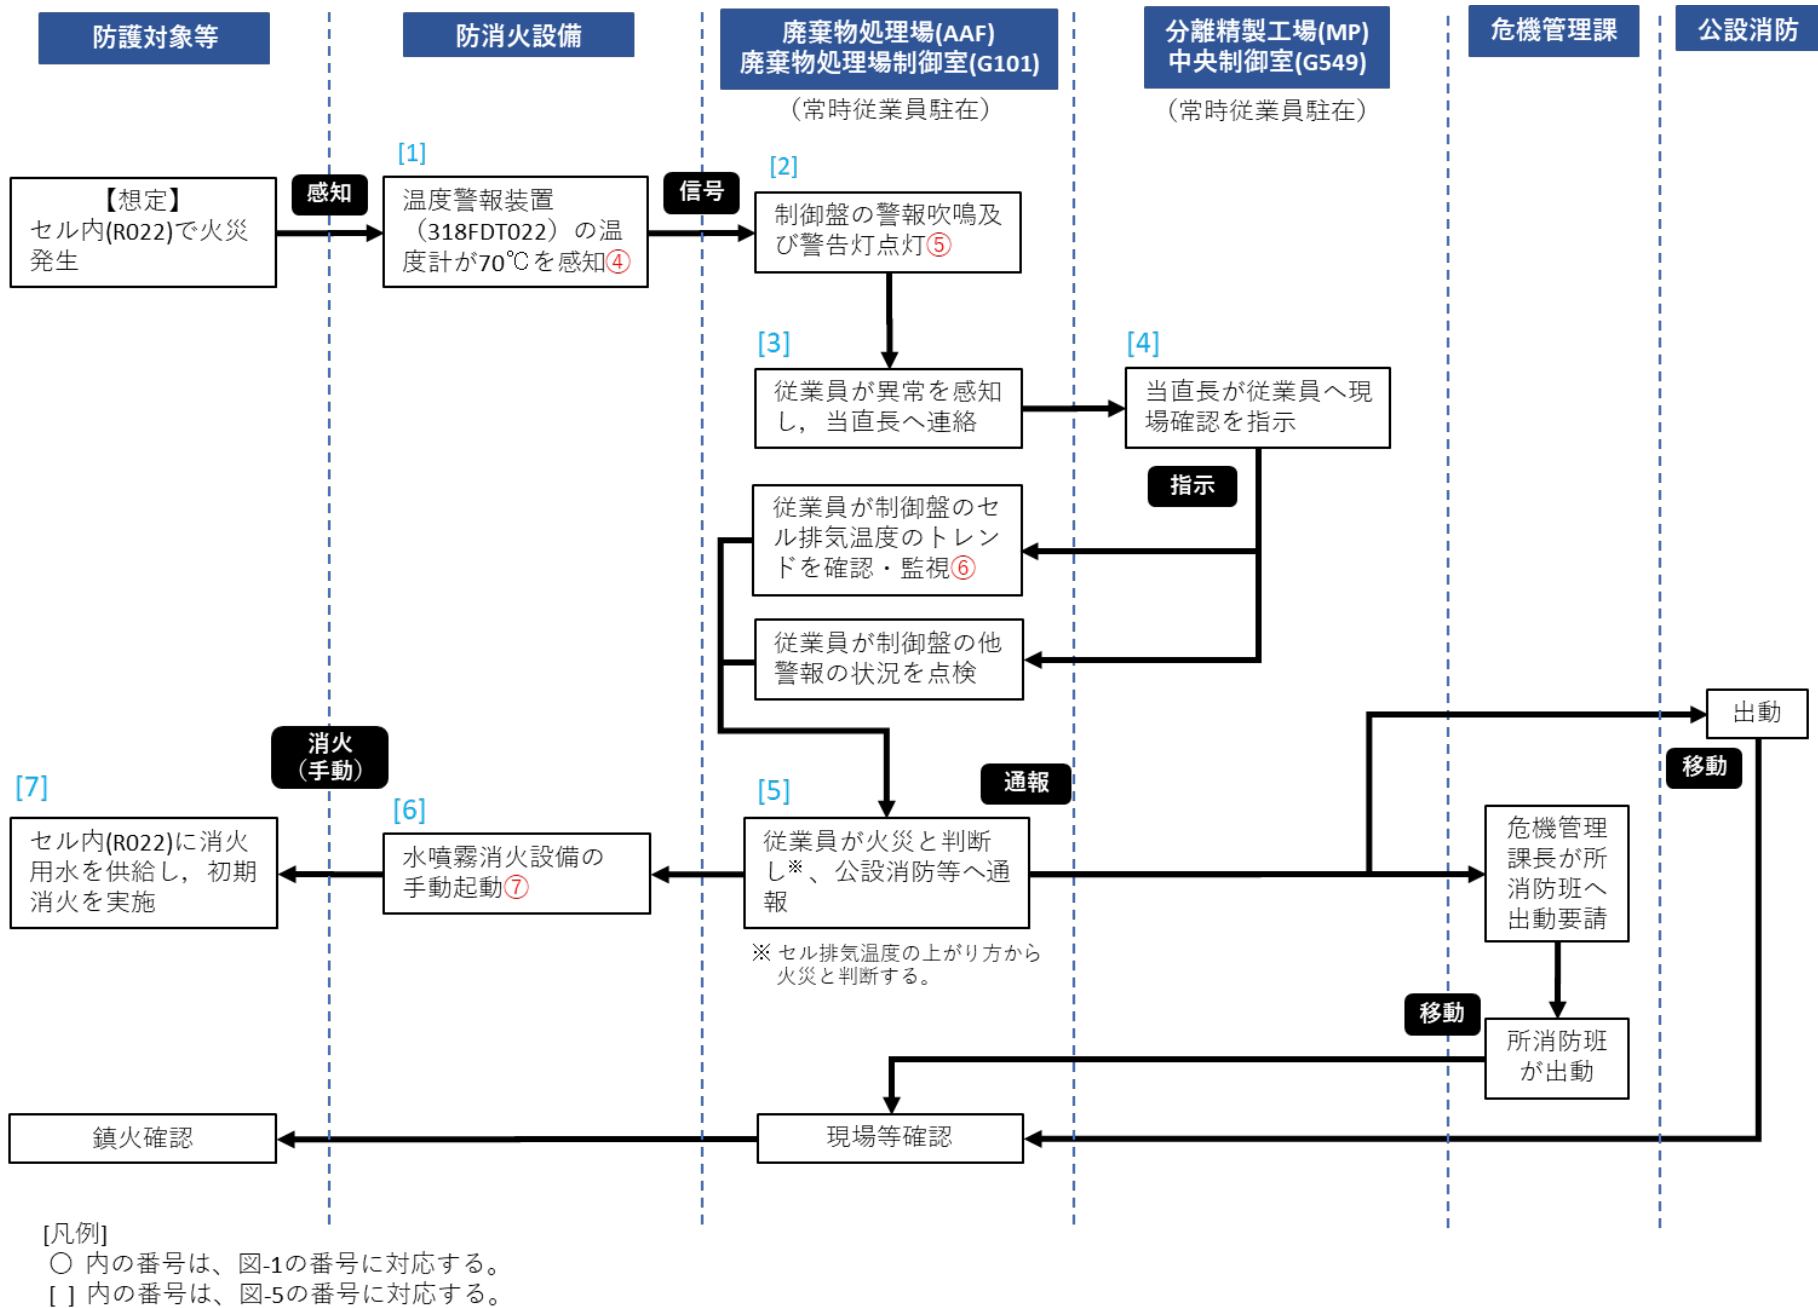 防護対象等
防消火設備
廃棄物処理場(AAF)
廃棄物処理場制御室(G101)
（常時従業員駐在）
分離精製工場(MP)
中央制御室(G549)
（常時従業員駐在）
危機管理課
公設消防
【想定】
セル内(R022)で火災
発生
感知
[1]
温度警報装置
（318FDT022）の温
度計が70℃を感知④
信号
[2]
制御盤の警報吹鳴及
び警告灯点灯⑤
[3]
従業員が異常を感知
し，当直長へ連絡
[4]
当直長が従業員へ現
場確認を指示
指示
従業員が制御盤のセ
ル排気温度のトレン
ドを確認・監視⑥
従業員が制御盤の他
警報の状況を点検
出動
移動
消火
（手動）
[7]
セル内(R022)に消火
用水を供給し，初期
消火を実施
[6]
水噴霧消火設備の
手動起動⑦
[5]
従業員が火災と判断
し※、公設消防等へ通
報
通報
※ セル排気温度の上がり方から
火災と判断する。
危機管理
課長が所
消防班へ
出動要請
移動
所消防班
が出動
鎮火確認
現場等確認
[凡例]
〇 内の番号は、図-1の番号に対応する。
[ ] 内の番号は、図-5の番号に対応する。